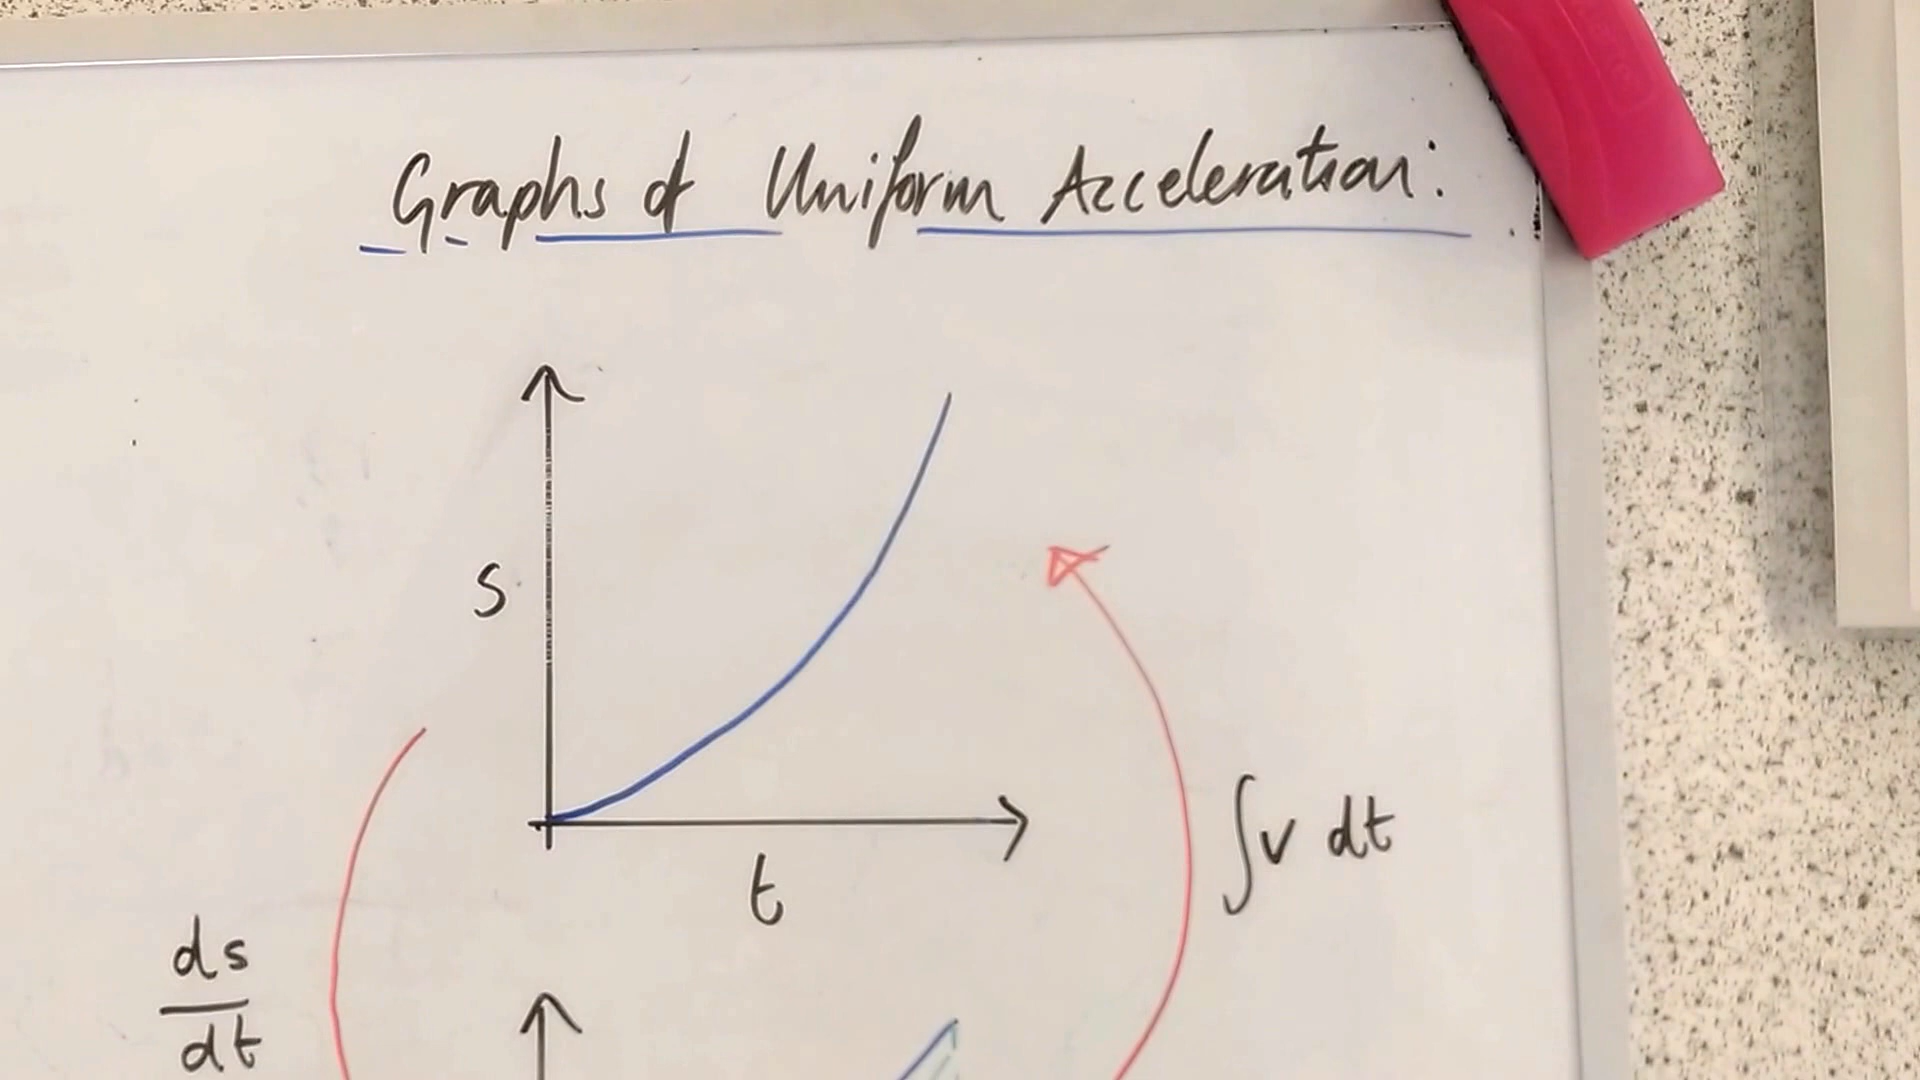 Graphs of Uniform Acceleration:
s
t
∫v dt
ds
dt